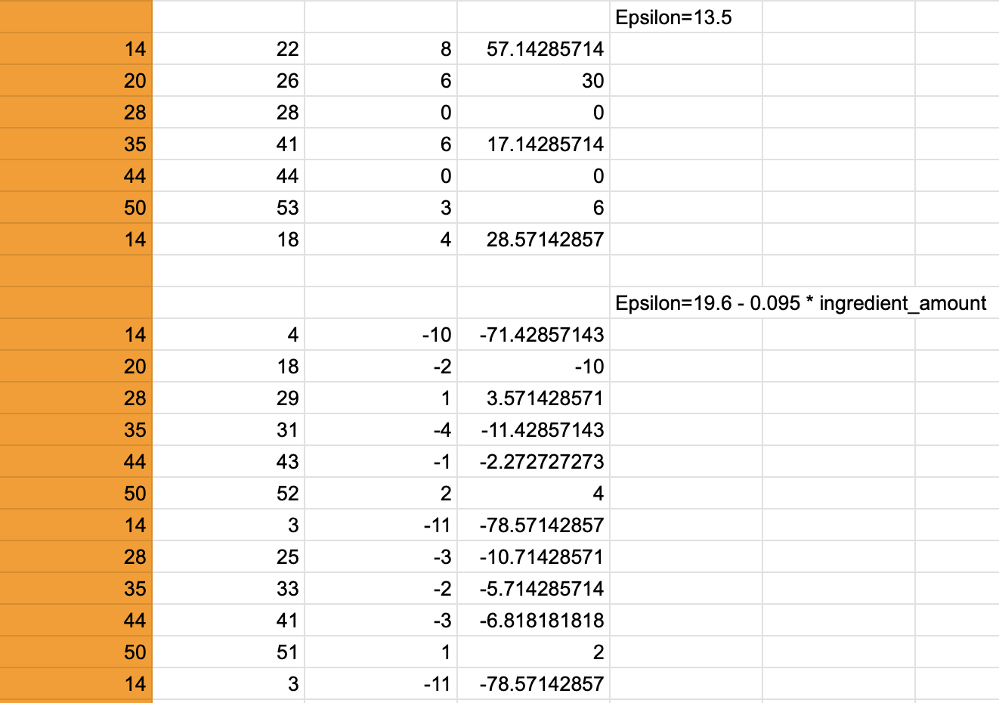 Epsilon=13.5
14 22 8 57.14285714
20 26 6 30
28 28 0 0
35 41 6 17.14285714
44 44 0 0
50 53 3 6
14 18 4 28.57142857
Epsilon=19.6 - 0.095 * ingredient_amount
14 4 -10 -71.42857143
20 18 -2 -10
28 29 1 3.571428571
35 31 -4 -11.42857143
44 43 -1 -2.272727273
50 52 2 4
14 3 -11 -78.57142857
28 25 -3 -10.71428571
35 33 -2 -5.714285714
44 41 -3 -6.818181818
50 51 1 2
14 3 -11 -78.57142857